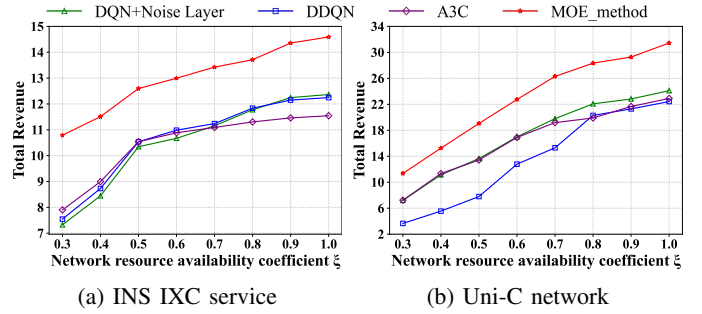 DQN+Noise Layer DDQN A3C MOE_method
Total Revenue
15
14
13
12
11
10
9
8
7
0.3 0.4 0.5 0.6 0.7 0.8 0.9 1.0
Network resource availability coefficient ξ
(a) INS IXC service
Total Revenue
34
30
26
22
18
14
10
6
2
0.3 0.4 0.5 0.6 0.7 0.8 0.9 1.0
Network resource availability coefficient ξ
(b) Uni-C network